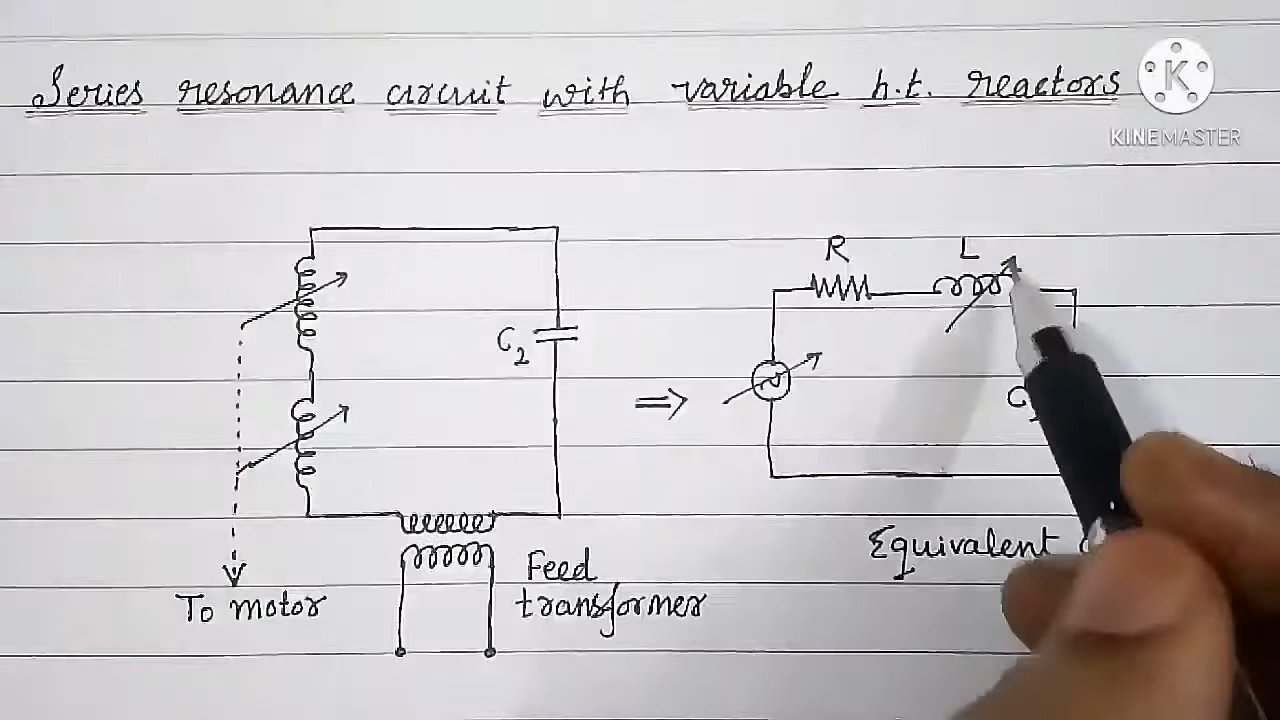 Series resonance circuit with variable h.t. reactors
K
KINEMASTER
R
L
C2
C
Equivalent
Feed
transformer
To motor